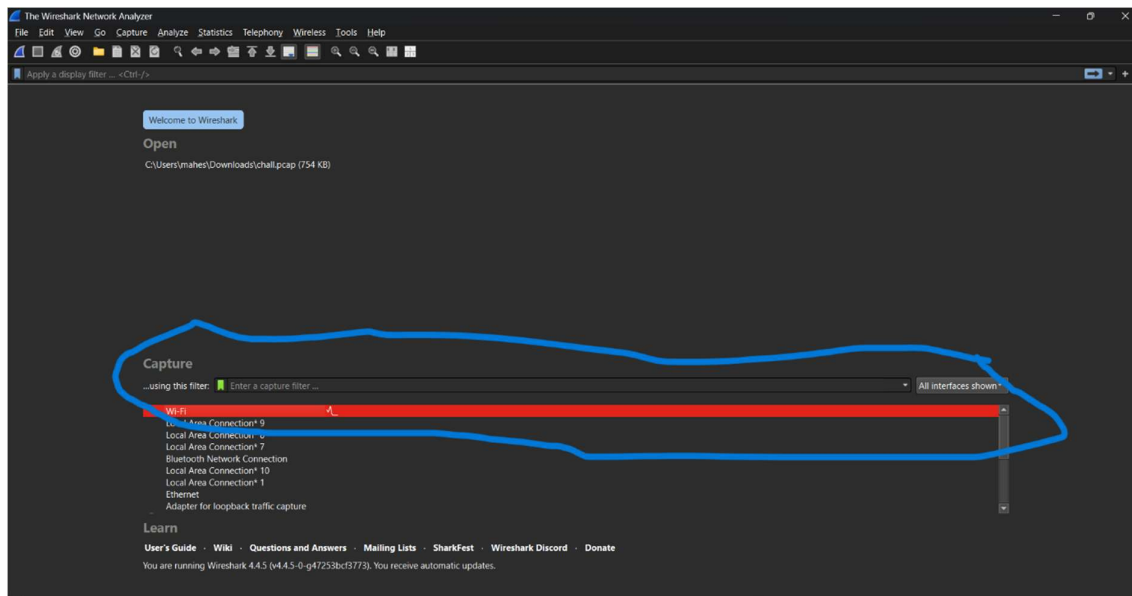 The Wireshark Network Analyzer
File Edit View Go Capture Analyze Statistics Telephony Wireless Tools Help
Apply a display filter ... <Ctrl-/>
Welcome to Wireshark
Open
C:\Users\mahes\Downloads\chall.pcap (754 KB)
Capture
...using this filter: Enter a capture filter ... All interfaces shown
Wi-Fi
Local Area Connection* 9
Local Area Connection* 8
Local Area Connection* 7
Bluetooth Network Connection
Local Area Connection* 10
Local Area Connection* 1
Ethernet
Adapter for loopback traffic capture
Learn
User's Guide · Wiki · Questions and Answers · Mailing Lists · SharkFest · Wireshark Discord · Donate
You are running Wireshark 4.4.5 (v4.4.5-0-g47253bcf3773). You receive automatic updates.